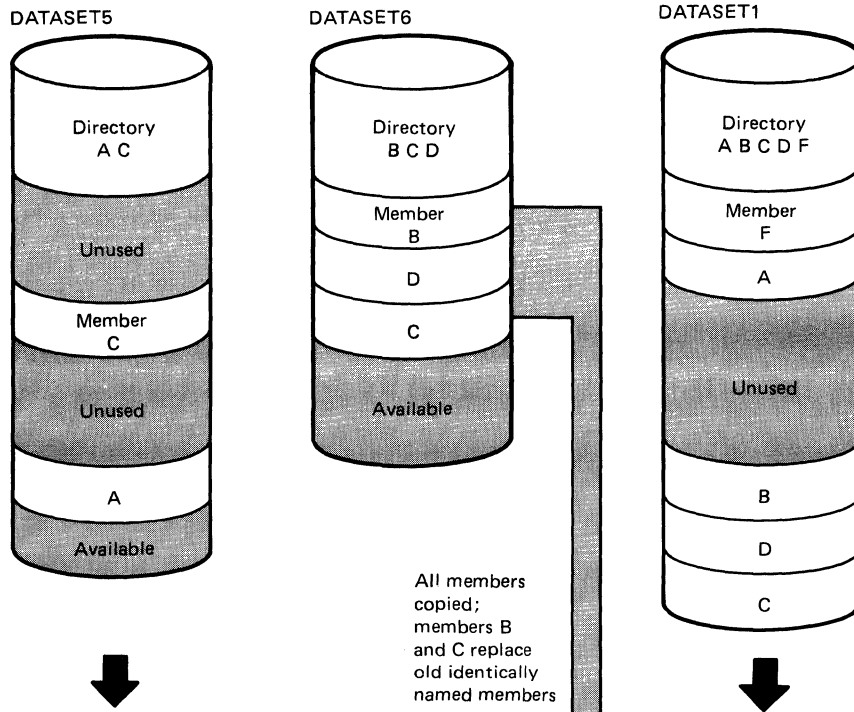 DATASET5
Directory
A C
Unused
Member
C
Unused
A
Available
DATASET6
Directory
B C D
Member
B
D
C
Available
All members
copied;
members B
and C replace
old identically
named members
DATASET1
Directory
A B C D F
Member
F
A
Unused
B
D
C